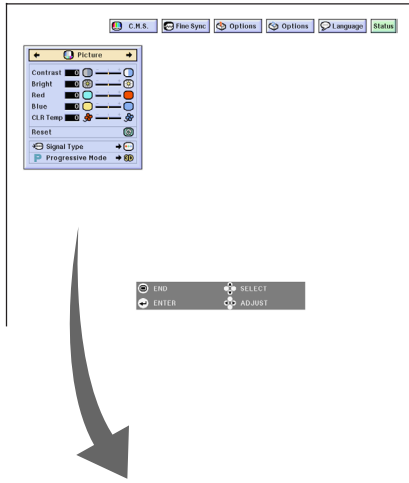 C.M.S. Fine Sync Options Options Language Status
Picture
Contrast 0
Bright 0
Red 0
Blue 0
CLR Temp 0
Reset
Signal Type
P Progressive Mode 3D
END SELECT
ENTER ADJUST